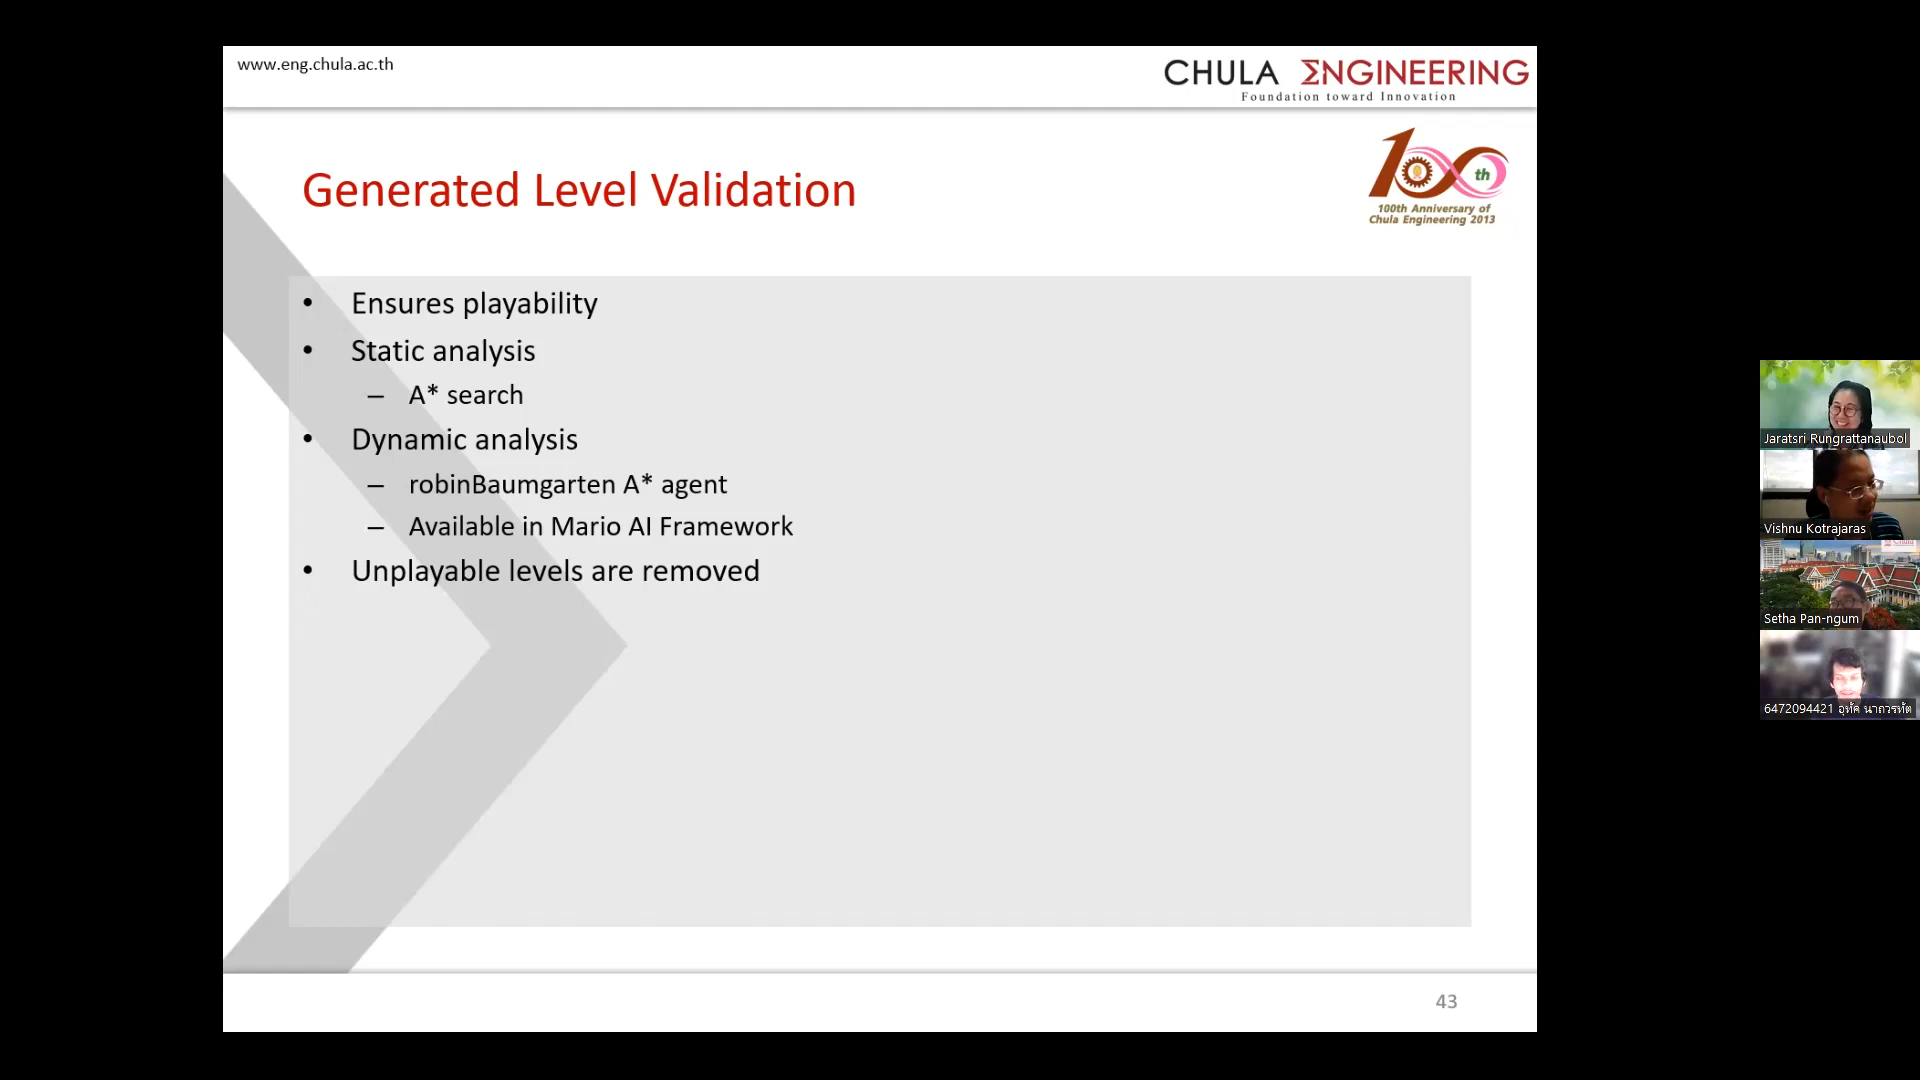 www.eng.chula.ac.th
CHULA ΣNGINEERING
Foundation toward Innovation
100 th
100th Anniversary of
Chula Engineering 2013
Generated Level Validation
• Ensures playability
• Static analysis
– A* search
• Dynamic analysis
– robinBaumgarten A* agent
– Available in Mario AI Framework
• Unplayable levels are removed
43
Jaratsri Rungrattanaubol
Vishnu Kotrajaras
Setha Pan-ngum
6472094421